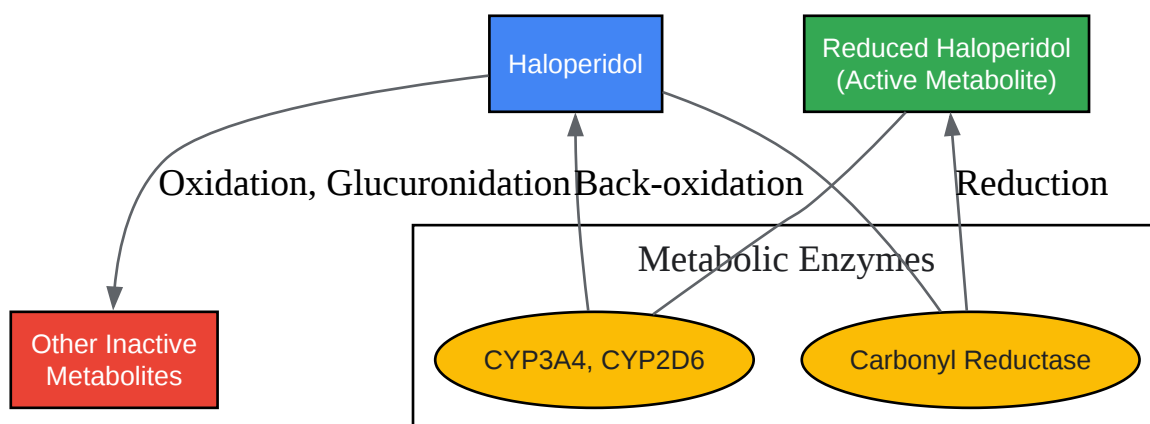 Haloperidol
Reduced Haloperidol
(Active Metabolite)
Oxidation, Glucuronidation
Back-oxidation
Reduction
Metabolic Enzymes
Other Inactive
Metabolites
CYP3A4, CYP2D6
Carbonyl Reductase